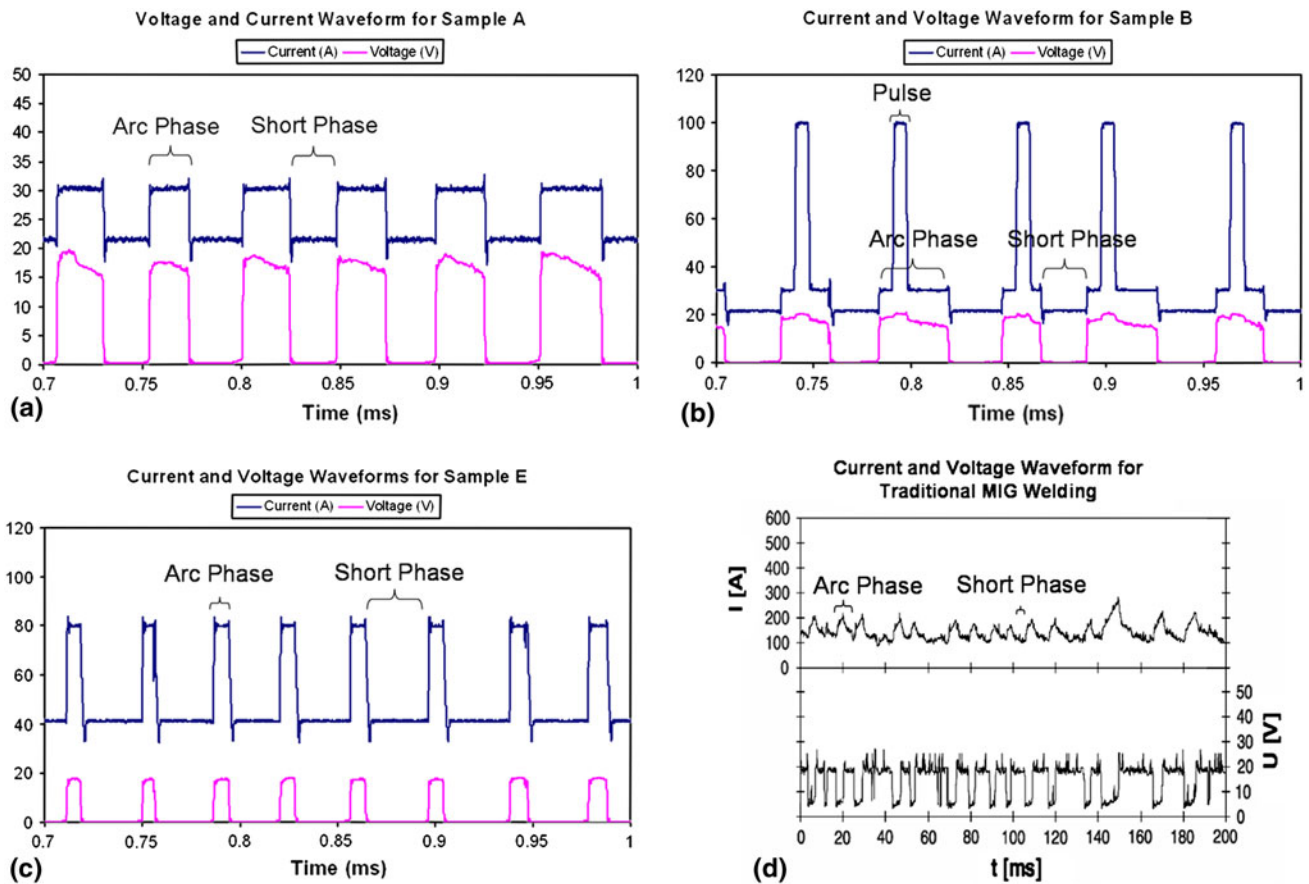 Voltage and Current Waveform for Sample A
Current (A) Voltage (V)
50
45
40
35
30
25
20
15
10
5
0
Arc Phase Short Phase
0.7 0.75 0.8 0.85 0.9 0.95 1
Time (ms)
(a)
Current and Voltage Waveform for Sample B
Current (A) Voltage (V)
120
100
80
60
40
20
0
Pulse
Arc Phase Short Phase
0.7 0.75 0.8 0.85 0.9 0.95 1
Time (ms)
(b)
Current and Voltage Waveforms for Sample E
Current (A) Voltage (V)
120
100
80
60
40
20
0
Arc Phase Short Phase
0.7 0.75 0.8 0.85 0.9 0.95 1
Time (ms)
(c)
Current and Voltage Waveform for
Traditional MIG Welding
I [A]
600
500
400
300
200
100
0
Arc Phase Short Phase
50
40
30
20
10
0
U [V]
0 20 40 60 80 100 120 140 160 180 200
t [ms]
(d)